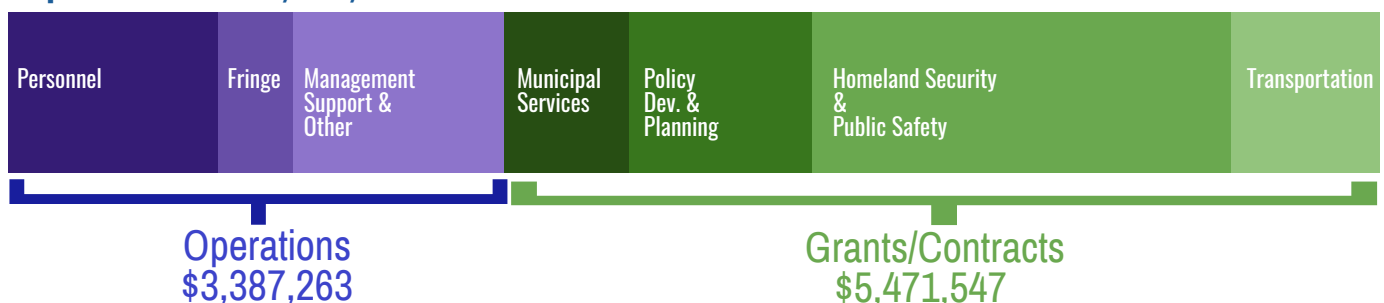 Personnel
Fringe
Management
Support &
Other
Municipal
Services
Policy
Dev. &
Planning
Homeland Security
&
Public Safety
Transportation
Operations
$3,387,263
Grants/Contracts
$5,471,547